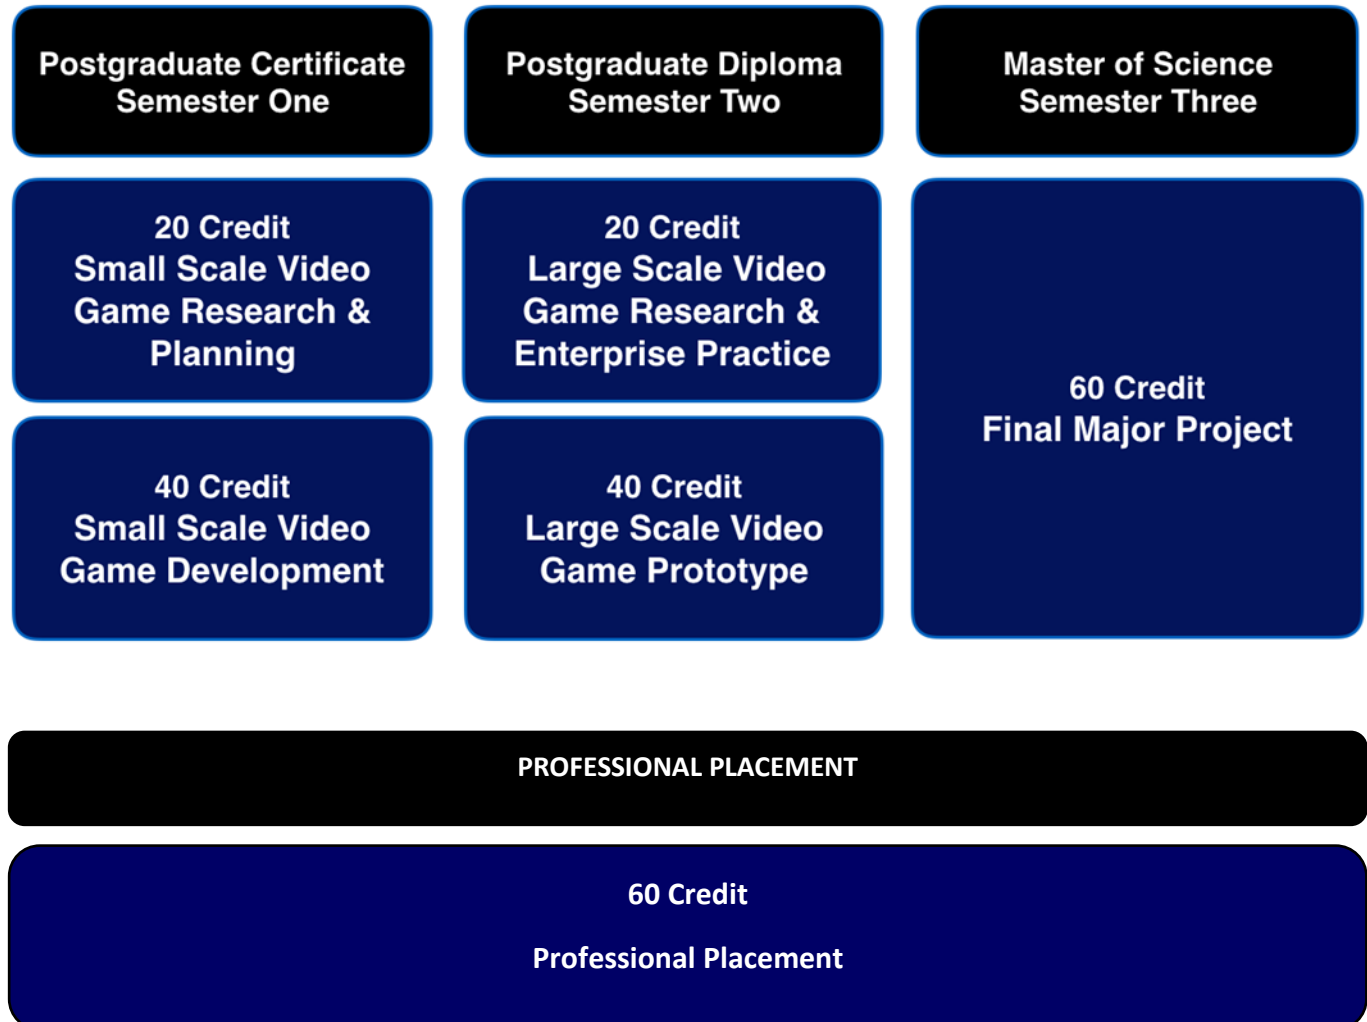 Postgraduate Certificate
Semester One
Postgraduate Diploma
Semester Two
Master of Science
Semester Three
20 Credit
Small Scale Video
Game Research &
Planning
20 Credit
Large Scale Video
Game Research &
Enterprise Practice
60 Credit
Final Major Project
40 Credit
Small Scale Video
Game Development
40 Credit
Large Scale Video
Game Prototype
PROFESSIONAL PLACEMENT
60 Credit
Professional Placement